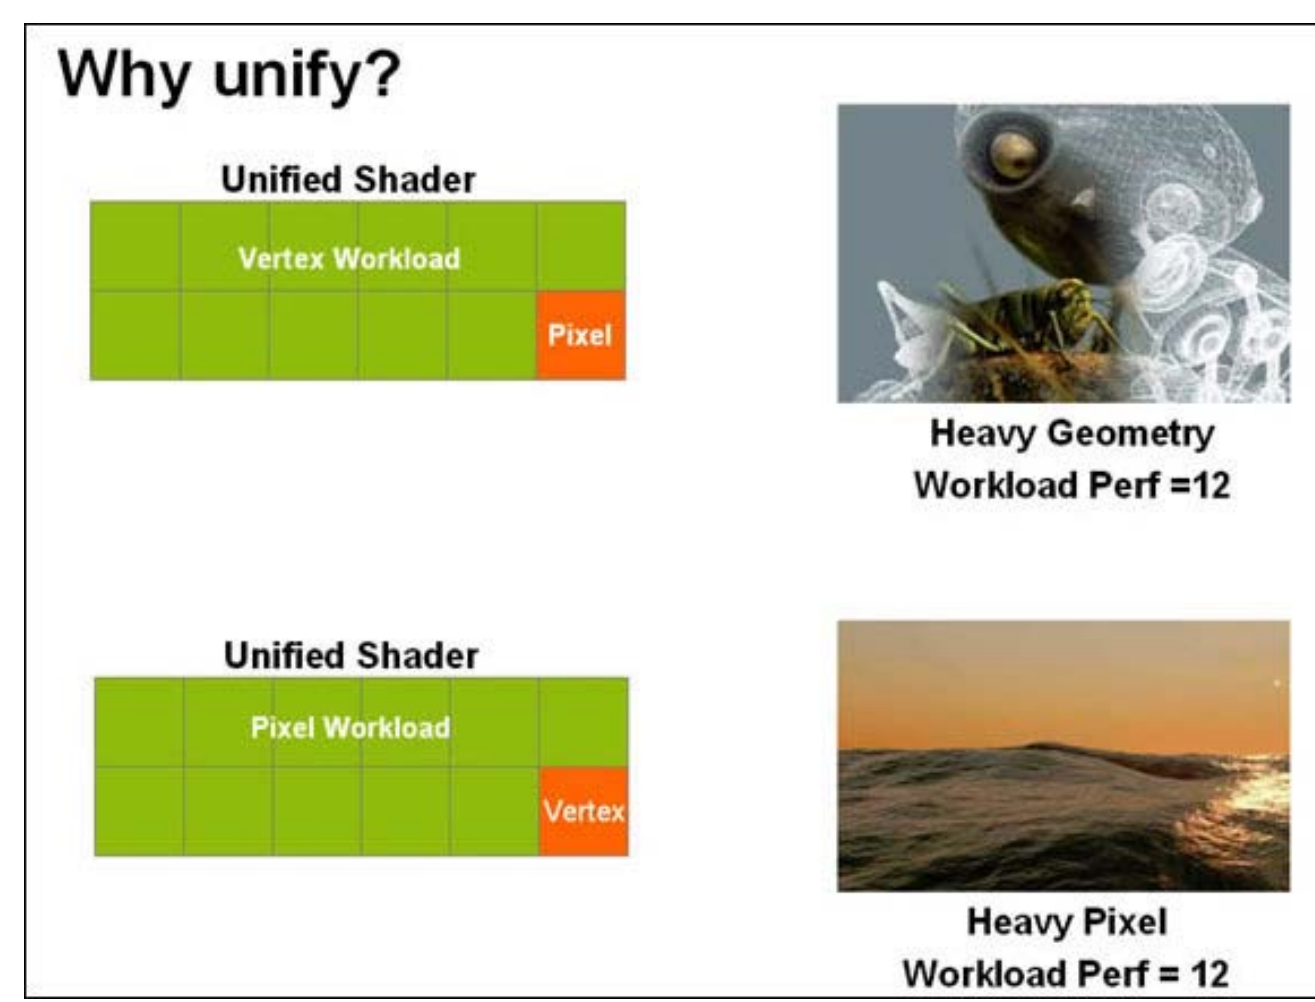 Why unify?
Unified Shader
Vertex Workload
Pixel
Heavy Geometry
Workload Perf =12
Unified Shader
Pixel Workload
Vertex
Heavy Pixel
Workload Perf = 12